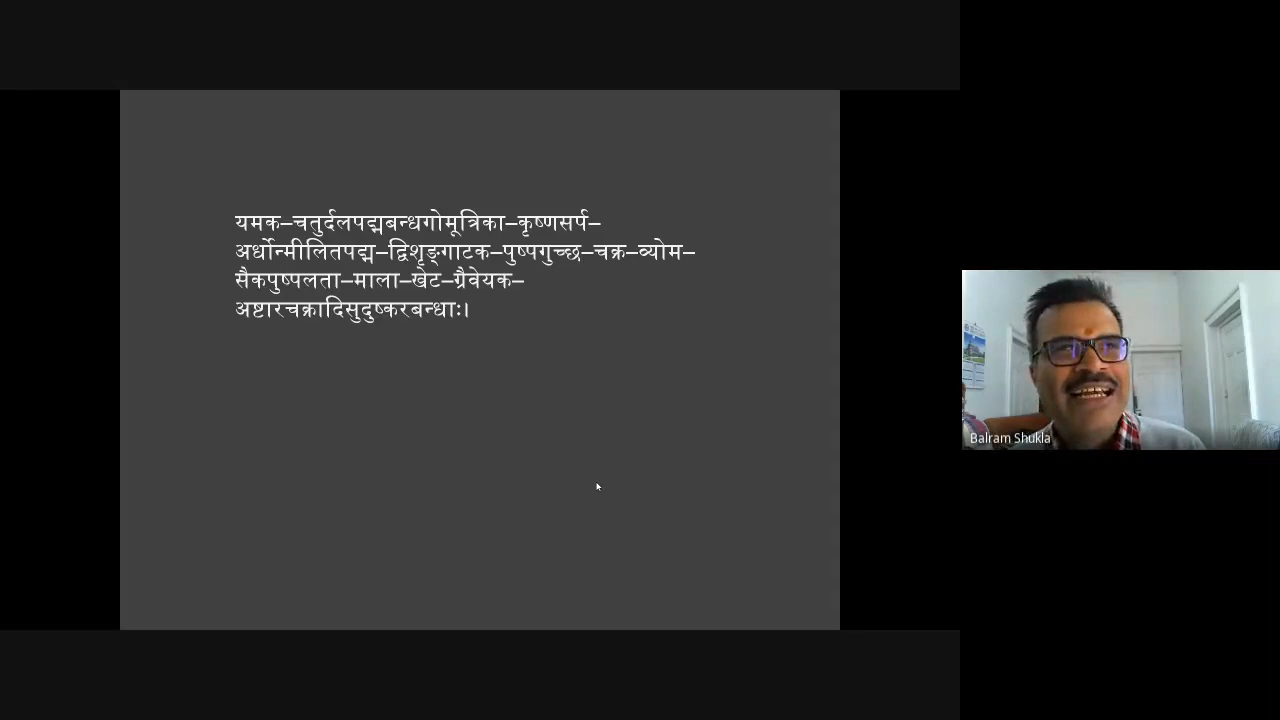 यमक–चतुर्दलपद्मबन्धगोमूत्रिका–कृष्णसर्प–
अर्धोन्मीलितपद्म–द्विशृङ्गाटक–पुष्पगुच्छ–चक्र–व्योम–
सैकपुष्पलता–माला–खेट–ग्रैवेयक–
अष्टारचक्रादिसुदुष्करबन्धाः।
Balram Shukla